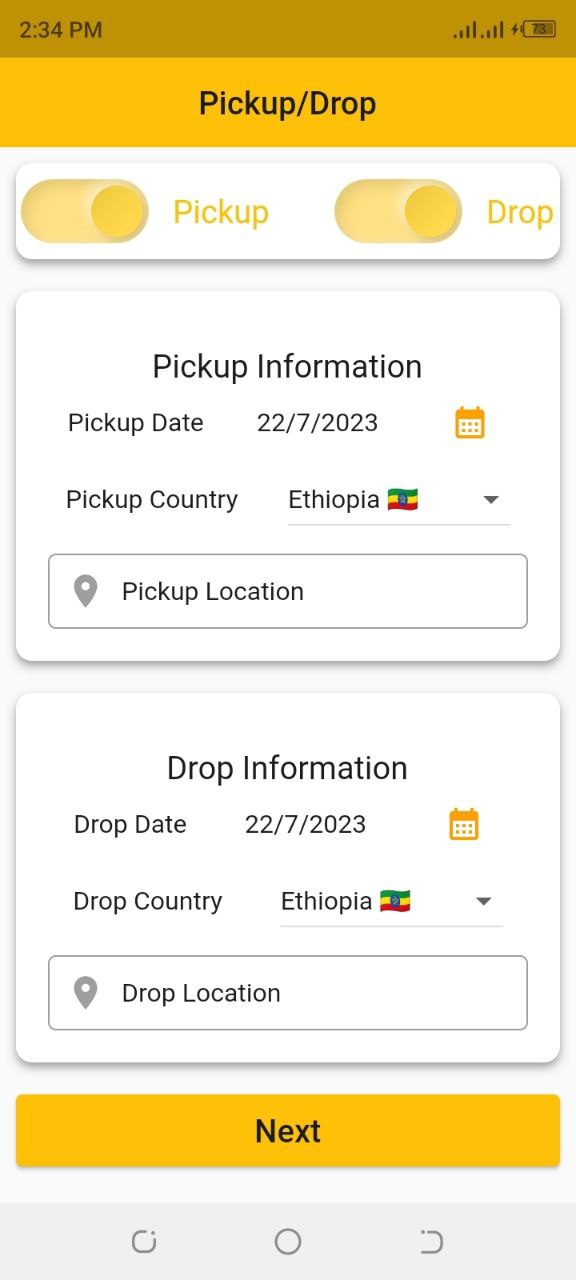 2:34 PM 73
Pickup/Drop
Pickup Drop
Pickup Information
Pickup Date 22/7/2023
Pickup Country Ethiopia 🇪🇹
Pickup Location
Drop Information
Drop Date 22/7/2023
Drop Country Ethiopia 🇪🇹
Drop Location
Next